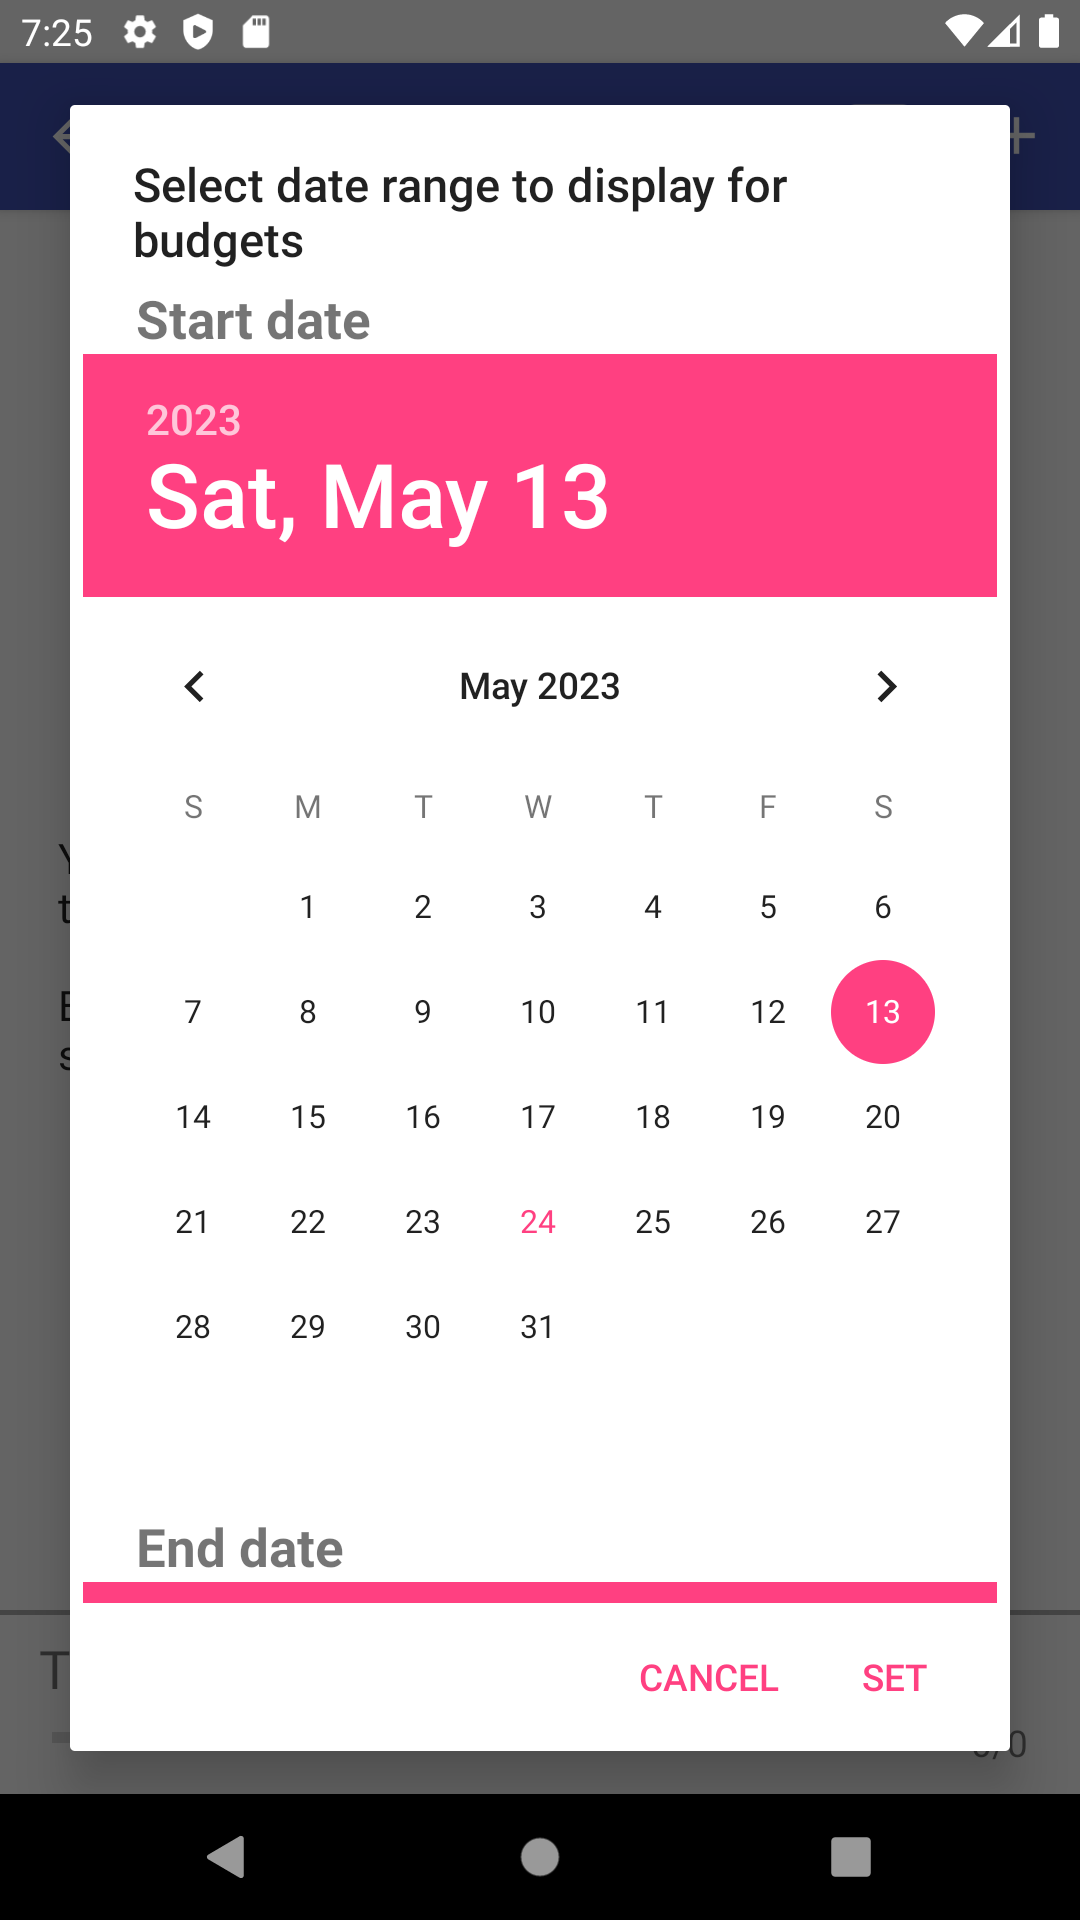 7:25
Select date range to display for
budgets
Start date
2023
Sat, May 13
May 2023
S M T W T F S
1 2 3 4 5 6
7 8 9 10 11 12 13
14 15 16 17 18 19 20
21 22 23 24 25 26 27
28 29 30 31
End date
CANCEL SET